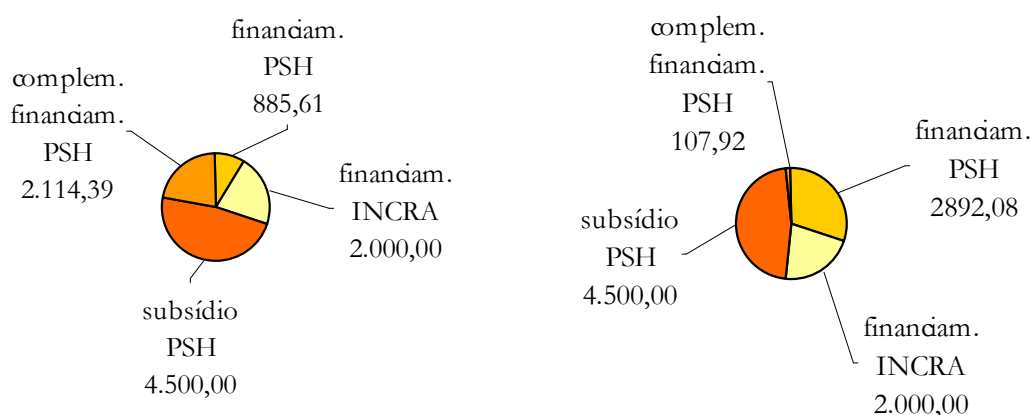 financiam.
PSH
885,61
complem.
financiam.
PSH
2.114,39
financiam.
INCRA
2.000,00
subsídio
PSH
4.500,00
complem.
financiam.
PSH
107,92
financiam.
PSH
2892,08
subsídio
PSH
4.500,00
financiam.
INCRA
2.000,00